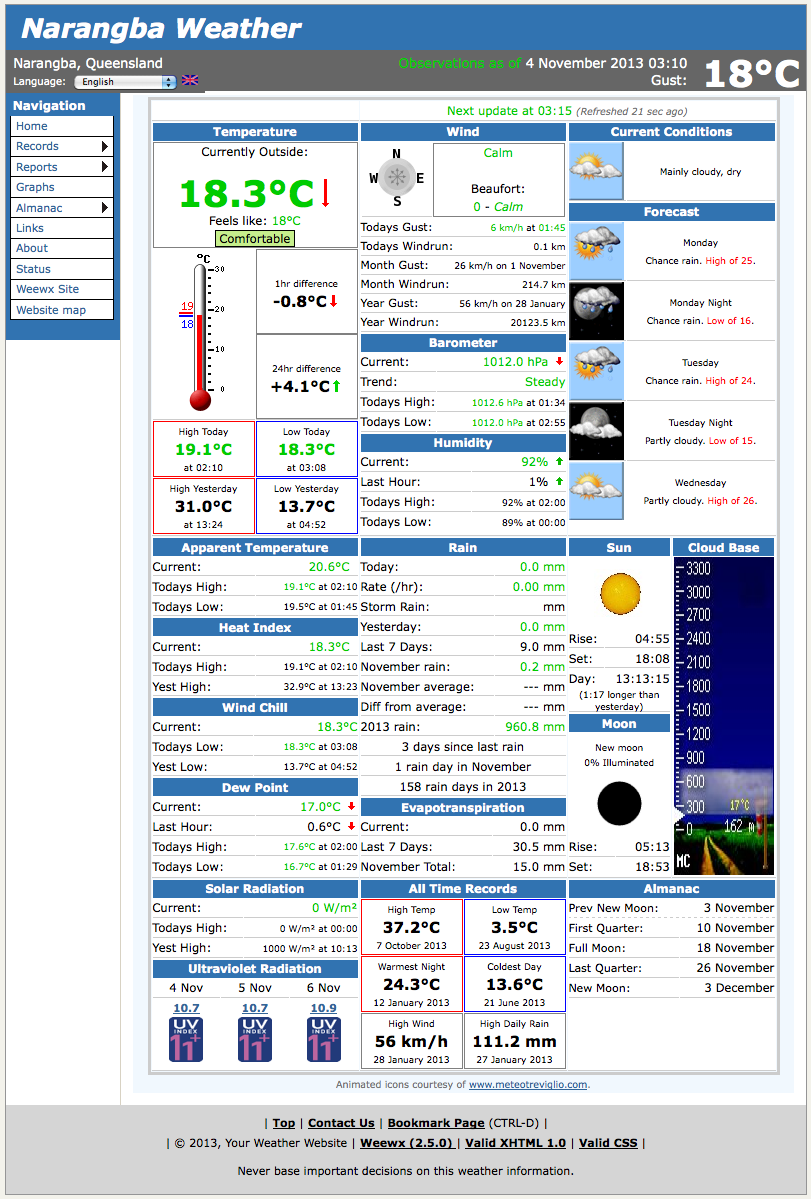 Narangba Weather
Narangba, Queensland
Language: English
Observations as of 4 November 2013 03:10
Gust:
18°C
Navigation
Home
Records
Reports
Graphs
Almanac
Links
About
Status
Weewx Site
Website map
Next update at 03:15 (Refreshed 21 sec ago)
Temperature
Currently Outside:
18.3°C
Feels like: 18°C
Comfortable
°C
30
20
10
0
19
18
1hr difference
-0.8°C
24hr difference
+4.1°C
High Today
19.1°C
at 02:10
Low Today
18.3°C
at 03:08
High Yesterday
31.0°C
at 13:24
Low Yesterday
13.7°C
at 04:52
Wind
N
W E
S
Calm
Beaufort:
0 - Calm
Todays Gust: 6 km/h at 01:45
Todays Windrun: 0.1 km
Month Gust: 26 km/h on 1 November
Month Windrun: 214.7 km
Year Gust: 56 km/h on 28 January
Year Windrun: 20123.5 km
Barometer
Current: 1012.0 hPa
Trend: Steady
Todays High: 1012.6 hPa at 01:34
Todays Low: 1012.0 hPa at 02:55
Humidity
Current: 92%
Last Hour: 1%
Todays High: 92% at 02:00
Todays Low: 89% at 00:00
Current Conditions
Mainly cloudy, dry
Forecast
Monday
Chance rain. High of 25.
Monday Night
Chance rain. Low of 16.
Tuesday
Chance rain. High of 24.
Tuesday Night
Partly cloudy. Low of 15.
Wednesday
Partly cloudy. High of 26.
Apparent Temperature
Current: 20.6°C
Todays High: 19.1°C at 02:10
Todays Low: 19.5°C at 01:45
Heat Index
Current: 18.3°C
Todays High: 19.1°C at 02:10
Yest High: 32.9°C at 13:23
Wind Chill
Current: 18.3°C
Todays Low: 18.3°C at 03:08
Yest Low: 13.7°C at 04:52
Dew Point
Current: 17.0°C
Last Hour: 0.6°C
Todays High: 17.6°C at 02:00
Todays Low: 16.7°C at 01:29
Rain
Today: 0.0 mm
Rate (/hr): 0.00 mm
Storm Rain: mm
Yesterday: 0.0 mm
Last 7 Days: 9.0 mm
November rain: 0.2 mm
November average: --- mm
Diff from average: --- mm
2013 rain: 960.8 mm
3 days since last rain
1 rain day in November
158 rain days in 2013
Evapotranspiration
Current: 0.0 mm
Last 7 Days: 30.5 mm
November Total: 15.0 mm
Sun
Rise: 04:55
Set: 18:08
Day: 13:13:15
(1:17 longer than
yesterday)
Moon
New moon
0% Illuminated
Rise: 05:13
Set: 18:53
Cloud Base
3300
3000
2700
2400
2100
1800
1500
1200
900
600
300
0
17°C
162 m
MC
Solar Radiation
Current: 0 W/m²
Todays High: 0 W/m² at 00:00
Yest High: 1000 W/m² at 10:13
Ultraviolet Radiation
4 Nov 5 Nov 6 Nov
10.7 10.7 10.9
UV UV UV
INDEX INDEX INDEX
11+ 11+ 11+
All Time Records
High Temp
37.2°C
7 October 2013
Low Temp
3.5°C
23 August 2013
Warmest Night
24.3°C
12 January 2013
Coldest Day
13.6°C
21 June 2013
High Wind
56 km/h
28 January 2013
High Daily Rain
111.2 mm
27 January 2013
Almanac
Prev New Moon: 3 November
First Quarter: 10 November
Full Moon: 18 November
Last Quarter: 26 November
New Moon: 3 December
Animated icons courtesy of www.meteotreviglio.com.
| Top | Contact Us | Bookmark Page (CTRL-D) |
| © 2013, Your Weather Website | Weewx (2.5.0) | Valid XHTML 1.0 | Valid CSS |
Never base important decisions on this weather information.